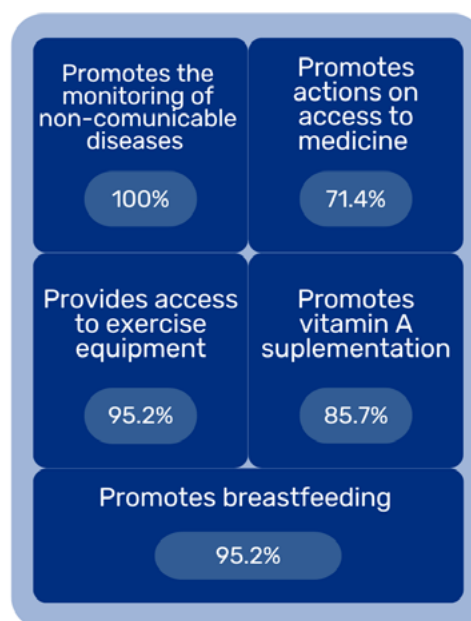 Promotes the
monitoring of
non-comunicable
diseases
100%
Promotes
actions on
access to
medicine
71.4%
Provides access
to exercise
equipment
95.2%
Promotes
vitamin A
suplementation
85.7%
Promotes breastfeeding
95.2%